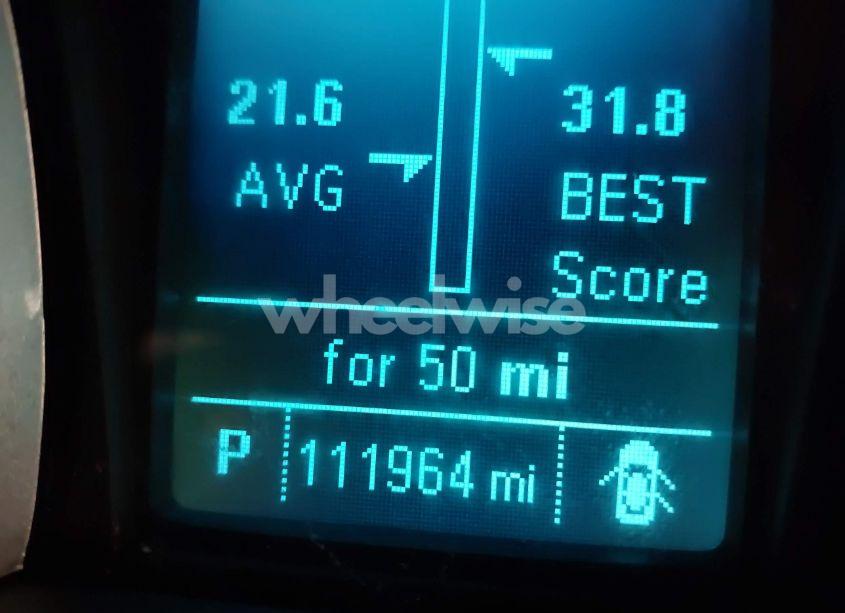 21.6
31.8
AVG
BEST
Score
wheelwise
for 50 mi
P
111964 mi